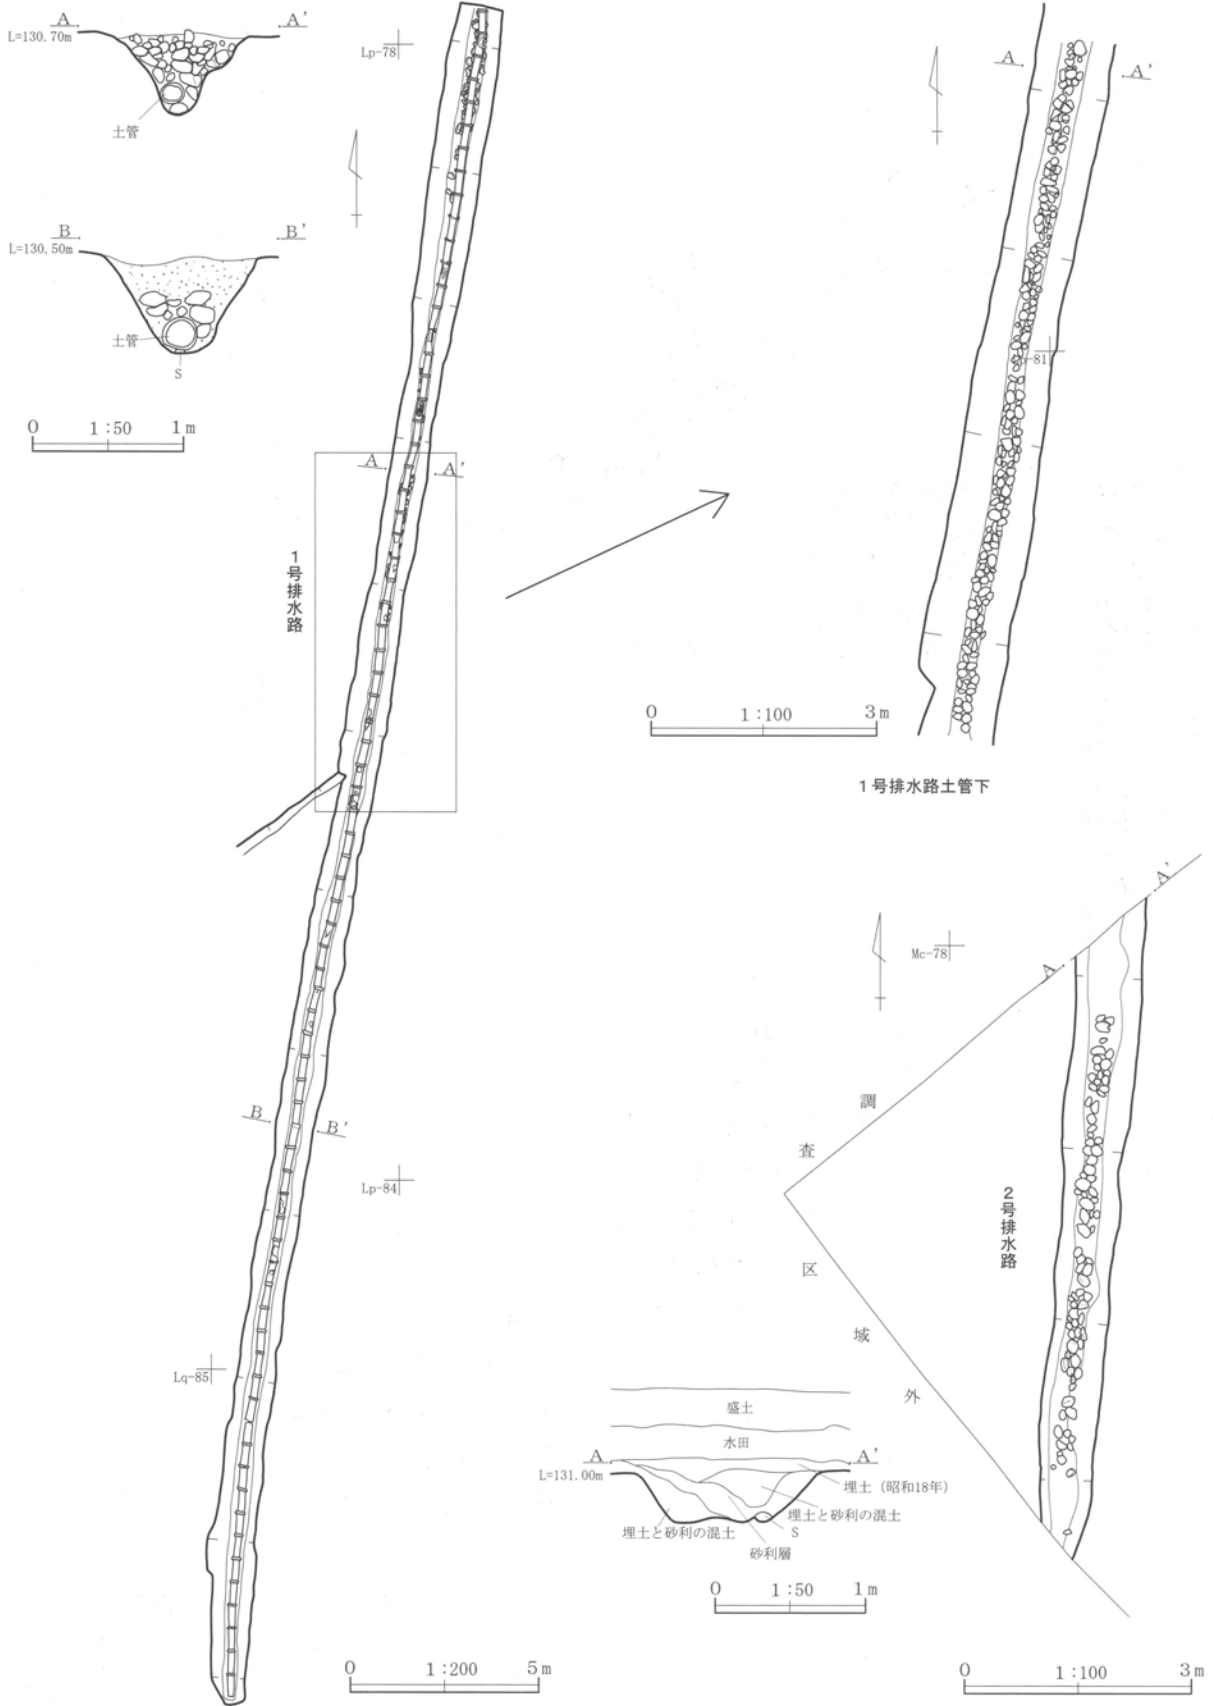 A A'
L=130.70m
土管
B B'
L=130.50m
土管
S
0 1:50 1m
Lp-78
A A'
1号排水路
B B'
Lp-84
Lq-85
0 1:200 5m
A A'
0 1:100 3m
1号排水路土管下
Mc-78
A A'
調査区域外
2号排水路
盛土
水田
A A'
L=131.00m
埋土（昭和18年）
埋土と砂利の混土
S
埋土と砂利の混土
砂利層
0 1:50 1m
0 1:100 3m